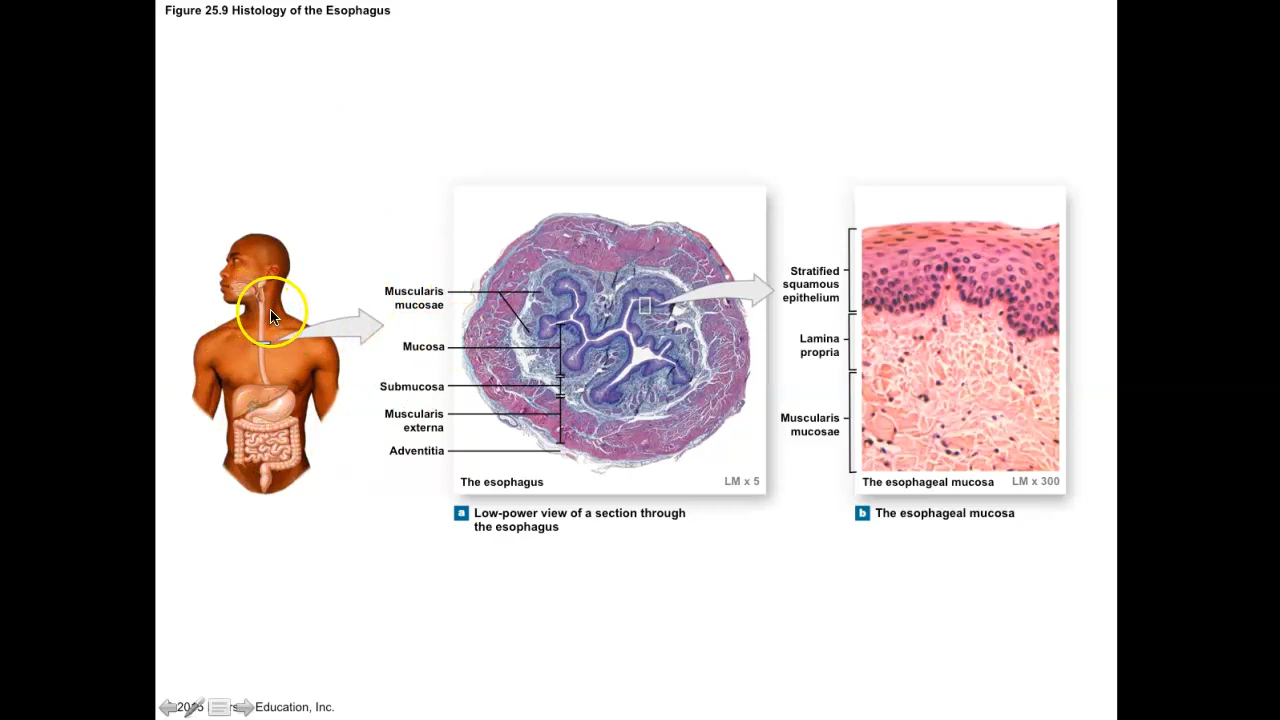 Figure 25.9 Histology of the Esophagus
Muscularis
mucosae
Mucosa
Submucosa
Muscularis
externa
Adventitia
The esophagus
LM x 5
a Low-power view of a section through
the esophagus
Stratified
squamous
epithelium
Lamina
propria
Muscularis
mucosae
The esophageal mucosa
LM x 300
b The esophageal mucosa
Education, Inc.